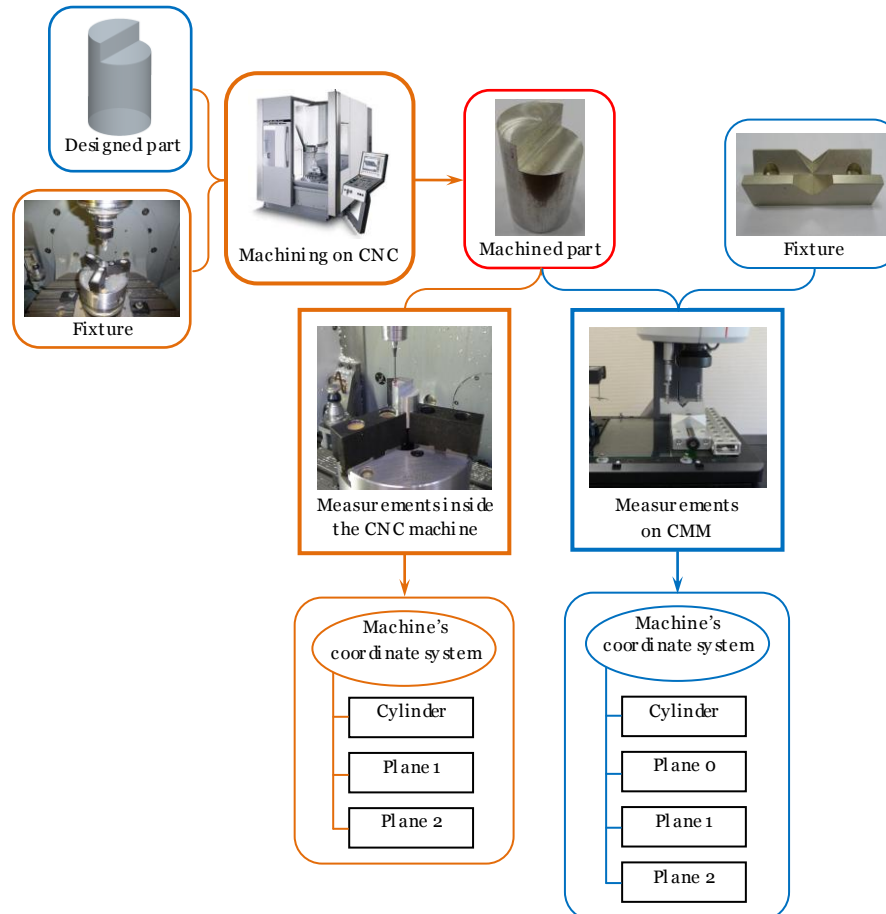 Designed part
Fixture
Machining on CNC
Machined part
Fixture
Measurements inside
the CNC machine
Measurements
on CMM
Machine's
coordinate system
Cylinder
Plane 1
Plane 2
Machine's
coordinate system
Cylinder
Plane 0
Plane 1
Plane 2